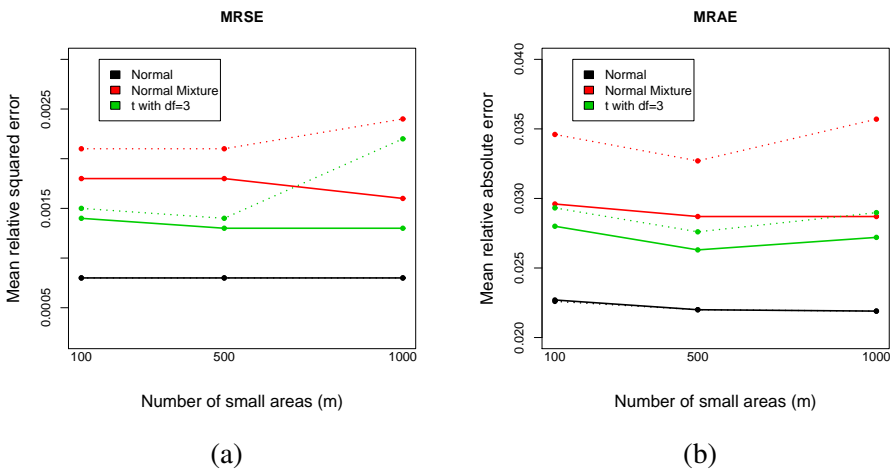 MRSE
Normal
Normal Mixture
t with df=3
Mean relative squared error
0.0005
0.0015
0.0025
100
500
1000
Number of small areas (m)
(a)
MRAE
Normal
Normal Mixture
t with df=3
Mean relative absolute error
0.020
0.025
0.030
0.035
0.040
100
500
1000
Number of small areas (m)
(b)